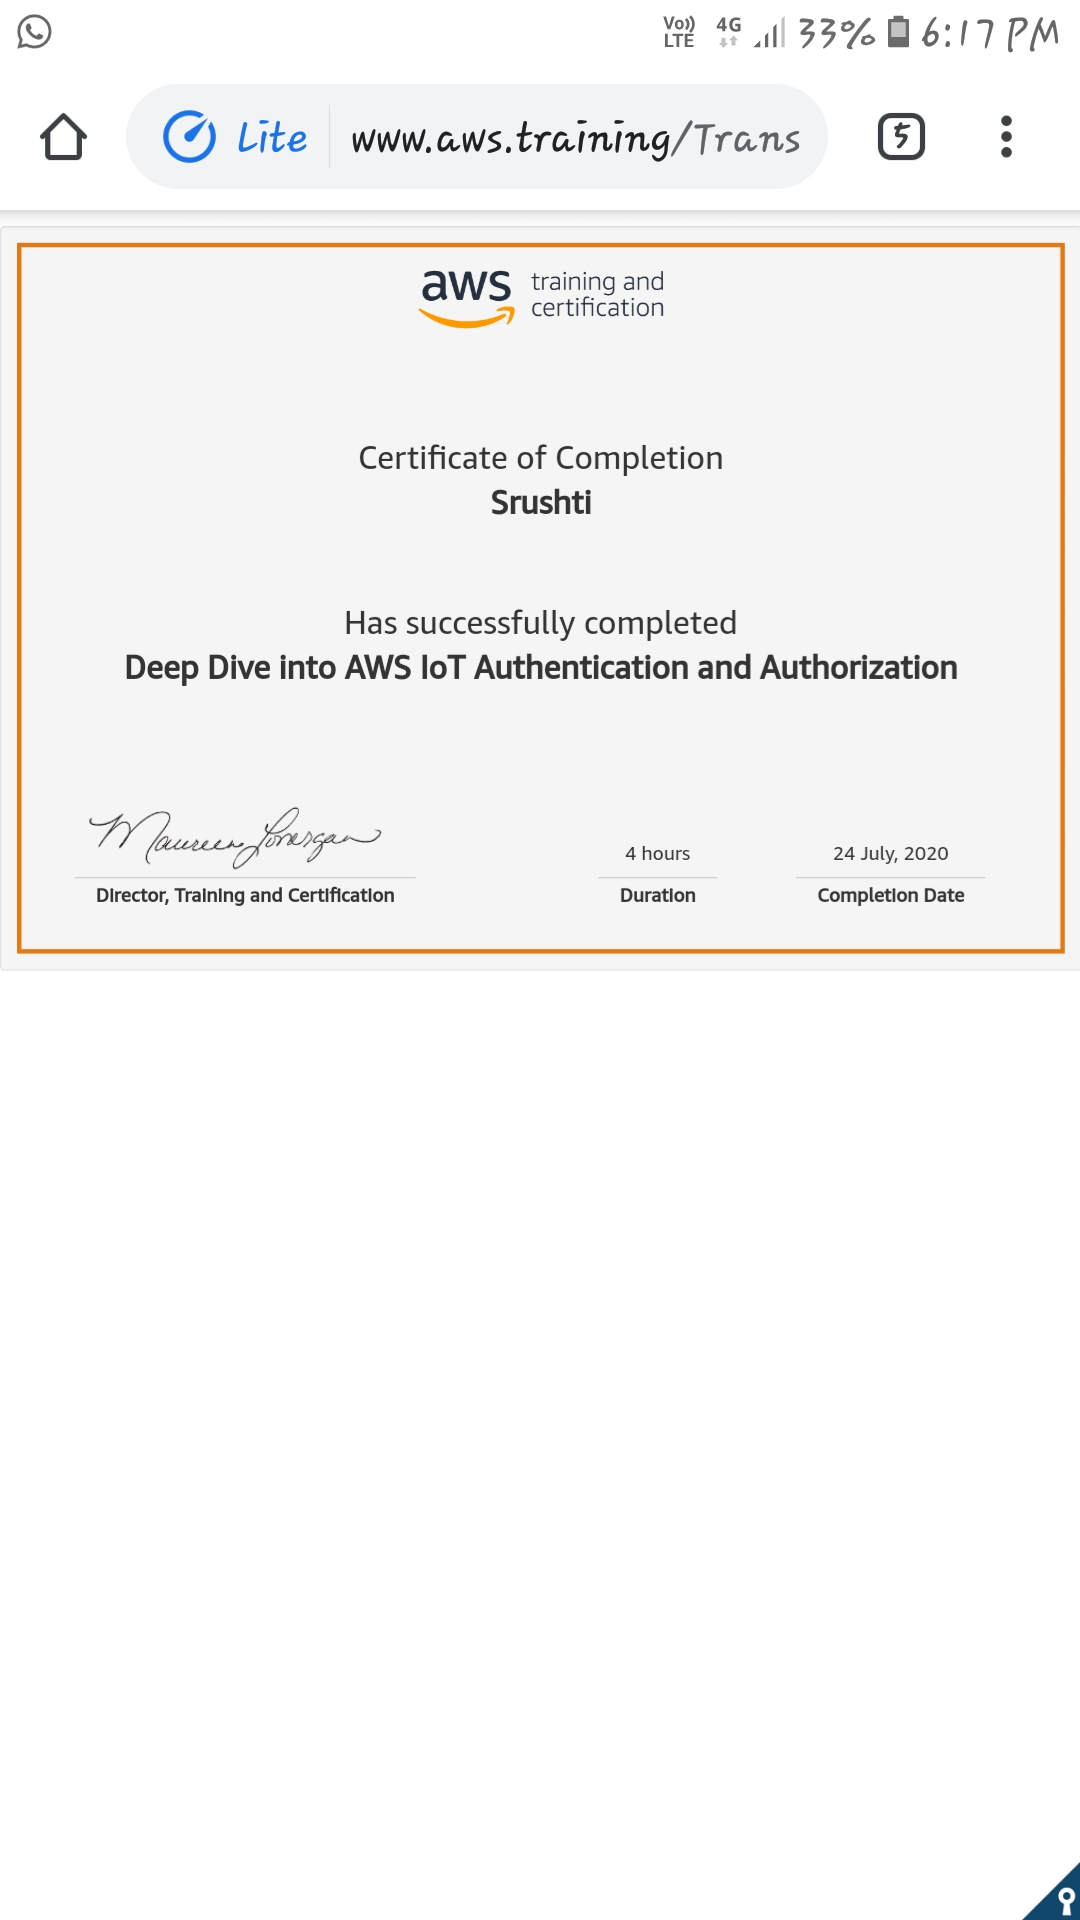 Vo)) LTE 4G 33% 6:17 PM
Lite www.aws.training/Trans 5
aws training and
certification
Certificate of Completion
Srushti
Has successfully completed
Deep Dive into AWS IoT Authentication and Authorization
Maureen Lonergan
4 hours 24 July, 2020
Director, Training and Certification Duration Completion Date